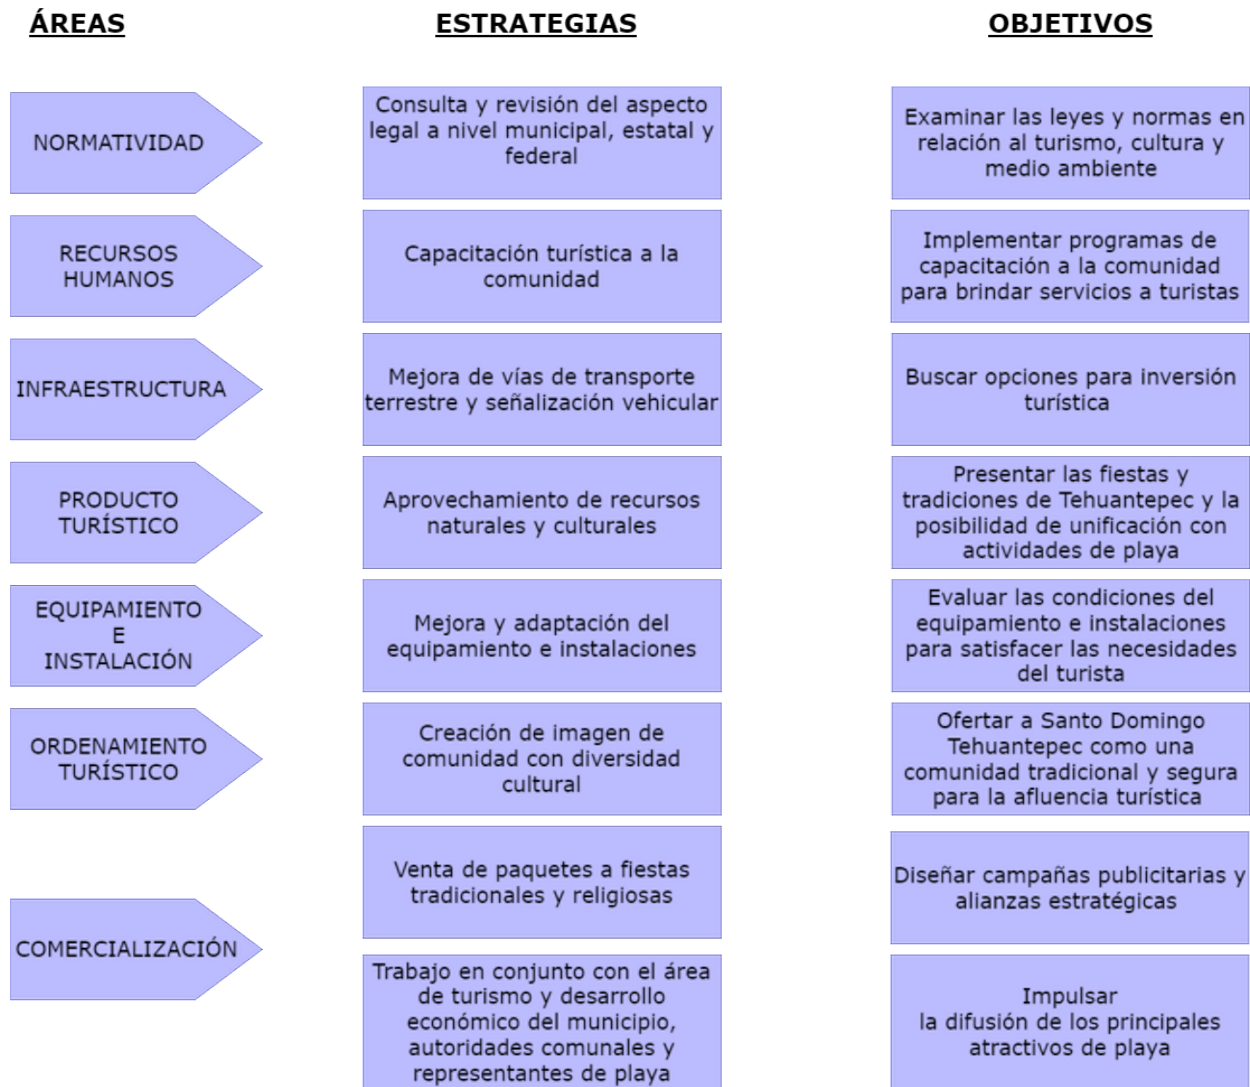 ÁREAS
ESTRATEGIAS
OBJETIVOS
NORMATIVIDAD
Consulta y revisión del aspecto
legal a nivel municipal, estatal y
federal
Examinar las leyes y normas en
relación al turismo, cultura y
medio ambiente
RECURSOS
HUMANOS
Capacitación turística a la
comunidad
Implementar programas de
capacitación a la comunidad
para brindar servicios a turistas
INFRAESTRUCTURA
Mejora de vías de transporte
terrestre y señalización vehicular
Buscar opciones para inversión
turística
PRODUCTO
TURÍSTICO
Aprovechamiento de recursos
naturales y culturales
Presentar las fiestas y
tradiciones de Tehuantepec y la
posibilidad de unificación con
actividades de playa
EQUIPAMIENTO
E
INSTALACIÓN
Mejora y adaptación del
equipamiento e instalaciones
Evaluar las condiciones del
equipamiento e instalaciones
para satisfacer las necesidades
del turista
ORDENAMIENTO
TURÍSTICO
Creación de imagen de
comunidad con diversidad
cultural
Ofertar a Santo Domingo
Tehuantepec como una
comunidad tradicional y segura
para la afluencia turística
COMERCIALIZACIÓN
Venta de paquetes a fiestas
tradicionales y religiosas
Diseñar campañas publicitarias y
alianzas estratégicas
Trabajo en conjunto con el área
de turismo y desarrollo
económico del municipio,
autoridades comunales y
representantes de playa
Impulsar
la difusión de los principales
atractivos de playa